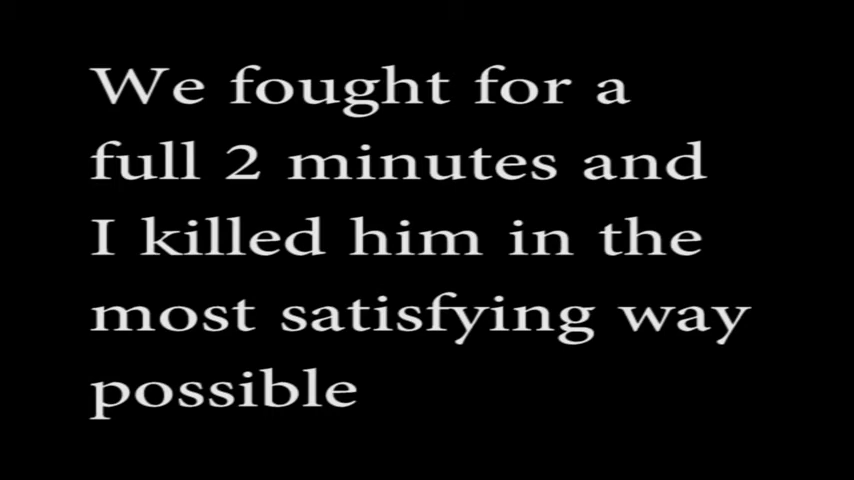 We fought for a
full 2 minutes and
I killed him in the
most satisfying way
possible